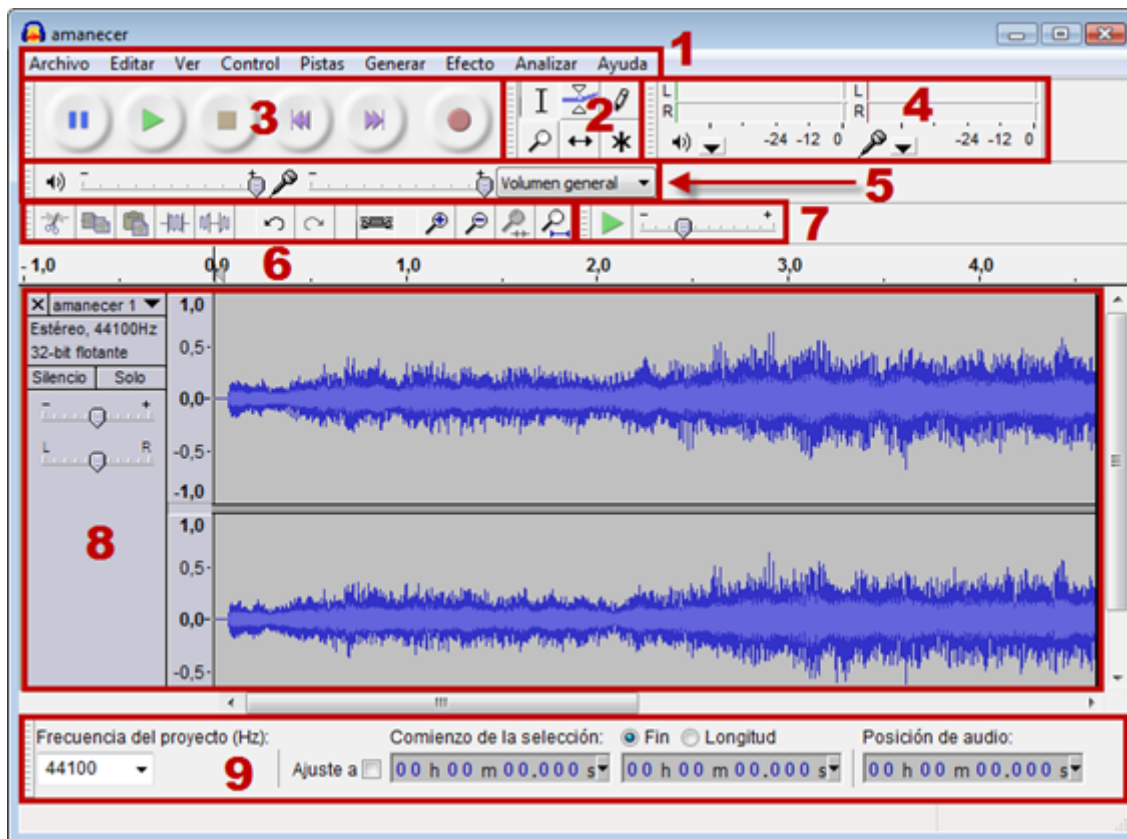 amanecer
1
Archivo Editar Ver Control Pistas Generar Efecto Analizar Ayuda
3
2
L
R
L
R
4
-24 -12 0
-24 -12 0
- + - + Volumen general
5
6
- +
7
- 1,0 0,0 1,0 2,0 3,0 4,0
X amanecer 1
Estéreo, 44100Hz
32-bit flotante
Silencio Solo
- +
L R
8
1,0
0,5
0,0
-0,5
-1,0
1,0
0,5
0,0
-0,5
Frecuencia del proyecto (Hz): Comienzo de la selección: Fin Longitud Posición de audio:
44100 9 Ajuste a 00 h 00 m 00.000 s 00 h 00 m 00.000 s 00 h 00 m 00.000 s